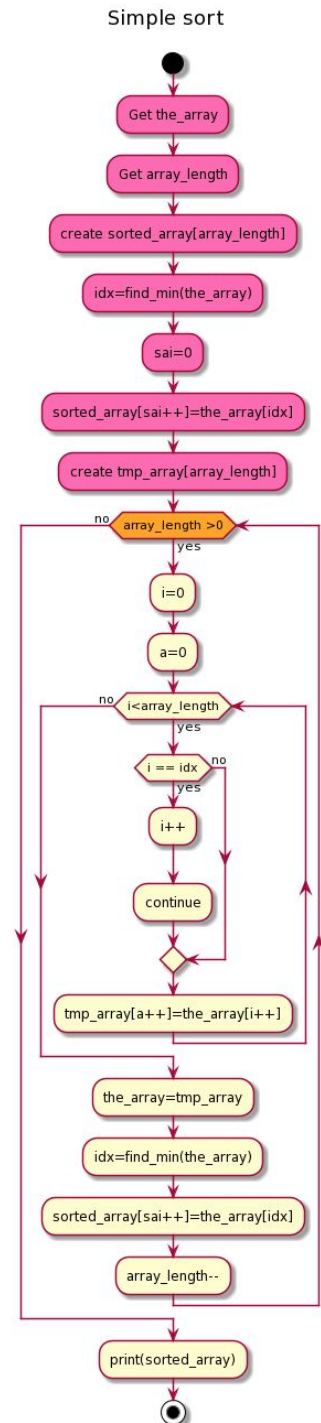 Simple sort
Get the_array
Get array_length
create sorted_array[array_length]
idx=find_min(the_array)
sai=0
sorted_array[sai++]=the_array[idx]
create tmp_array[array_length]
no
array_length >0
yes
i=0
a=0
no
i<array_length
yes
i == idx
no
yes
i++
continue
tmp_array[a++]=the_array[i++]
the_array=tmp_array
idx=find_min(the_array)
sorted_array[sai++]=the_array[idx]
array_length--
print(sorted_array)